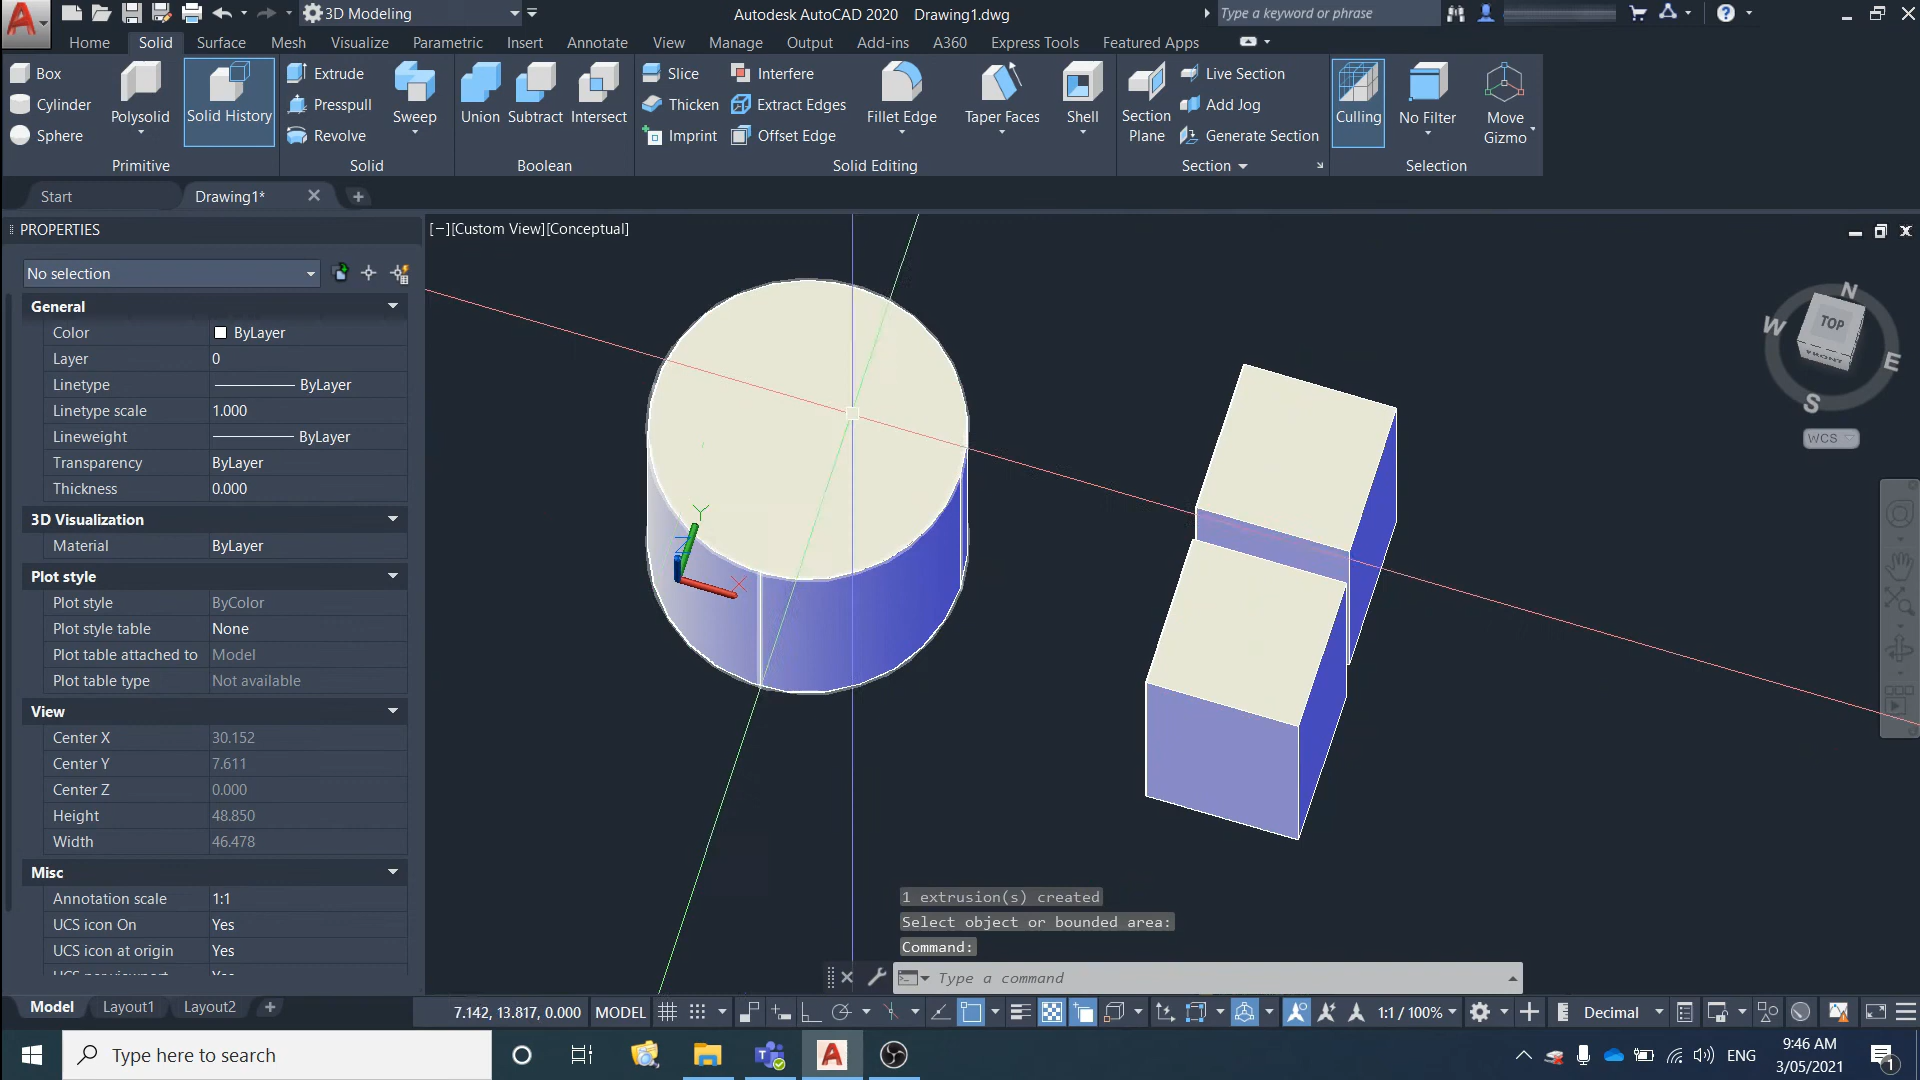 3D Modeling
Autodesk AutoCAD 2020 Drawing1.dwg
Type a keyword or phrase
Home Solid Surface Mesh Visualize Parametric Insert Annotate View Manage Output Add-ins A360 Express Tools Featured Apps
Box
Cylinder
Sphere
Polysolid
Solid History
Primitive
Extrude
Presspull
Revolve
Sweep
Solid
Union
Subtract
Intersect
Boolean
Slice
Thicken
Imprint
Interfere
Extract Edges
Offset Edge
Fillet Edge
Taper Faces
Shell
Solid Editing
Section
Plane
Live Section
Add Jog
Generate Section
Section
Culling
No Filter
Move
Gizmo
Selection
Start
Drawing1*
PROPERTIES
No selection
General
Color ByLayer
Layer 0
Linetype ByLayer
Linetype scale 1.000
Lineweight ByLayer
Transparency ByLayer
Thickness 0.000
3D Visualization
Material ByLayer
Plot style
Plot style ByColor
Plot style table None
Plot table attached to Model
Plot table type Not available
View
Center X 30.152
Center Y 7.611
Center Z 0.000
Height 48.850
Width 46.478
Misc
Annotation scale 1:1
UCS icon On Yes
UCS icon at origin Yes
[−][Custom View][Conceptual]
N
W
E
S
TOP
FRONT
WCS
Y
Z
X
1 extrusion(s) created
Select object or bounded area:
Command:
Type a command
Model Layout1 Layout2
7.142, 13.817, 0.000 MODEL 1:1 / 100% Decimal
Type here to search
ENG
9:46 AM
3/05/2021
1